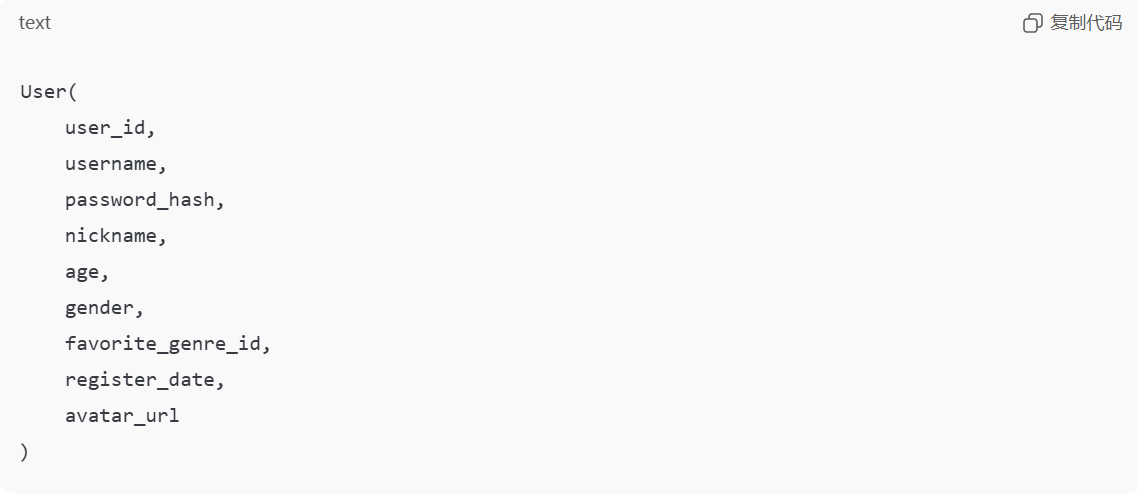 text
复制代码
User(
    user_id,
    username,
    password_hash,
    nickname,
    age,
    gender,
    favorite_genre_id,
    register_date,
    avatar_url
)